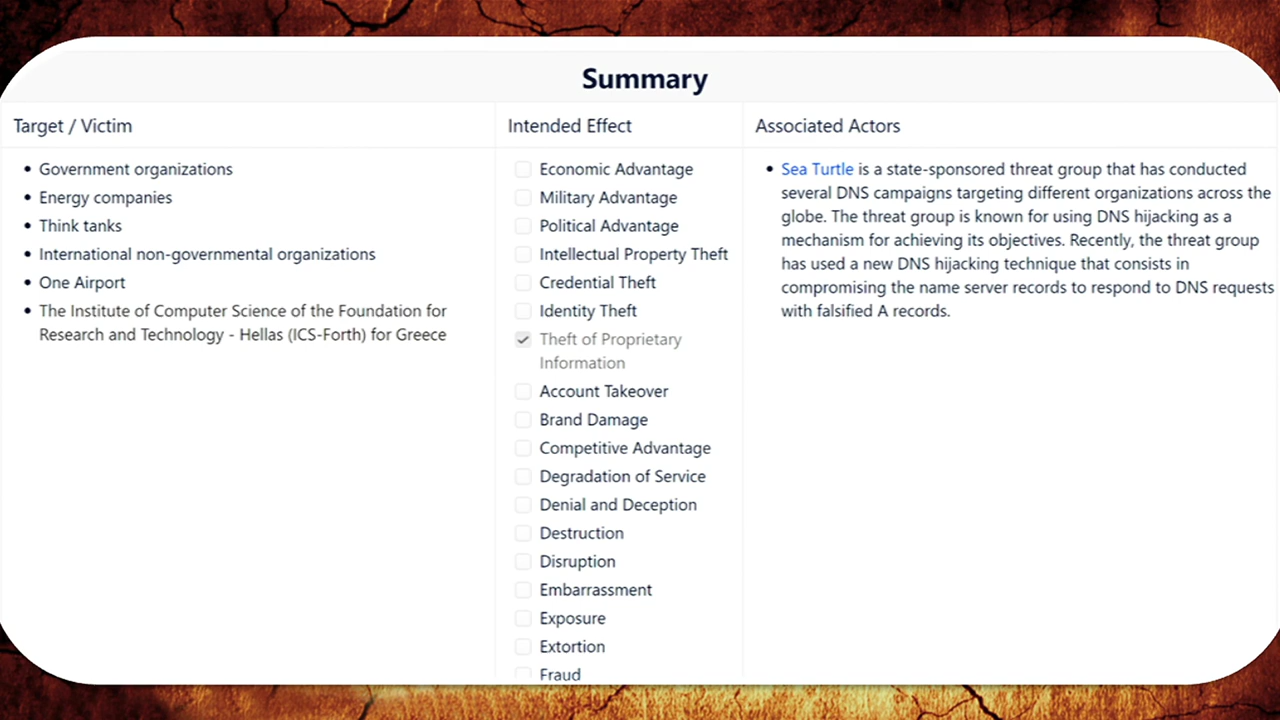 Summary
Target / Victim
Government organizations
Energy companies
Think tanks
International non-governmental organizations
One Airport
The Institute of Computer Science of the Foundation for
Research and Technology - Hellas (ICS-Forth) for Greece
Intended Effect
Economic Advantage
Military Advantage
Political Advantage
Intellectual Property Theft
Credential Theft
Identity Theft
Theft of Proprietary
Information
Account Takeover
Brand Damage
Competitive Advantage
Degradation of Service
Denial and Deception
Destruction
Disruption
Embarrassment
Exposure
Extortion
Fraud
Associated Actors
Sea Turtle is a state-sponsored threat group that has conducted
several DNS campaigns targeting different organizations across the
globe. The threat group is known for using DNS hijacking as a
mechanism for achieving its objectives. Recently, the threat group
has used a new DNS hijacking technique that consists in
compromising the name server records to respond to DNS requests
with falsified A records.